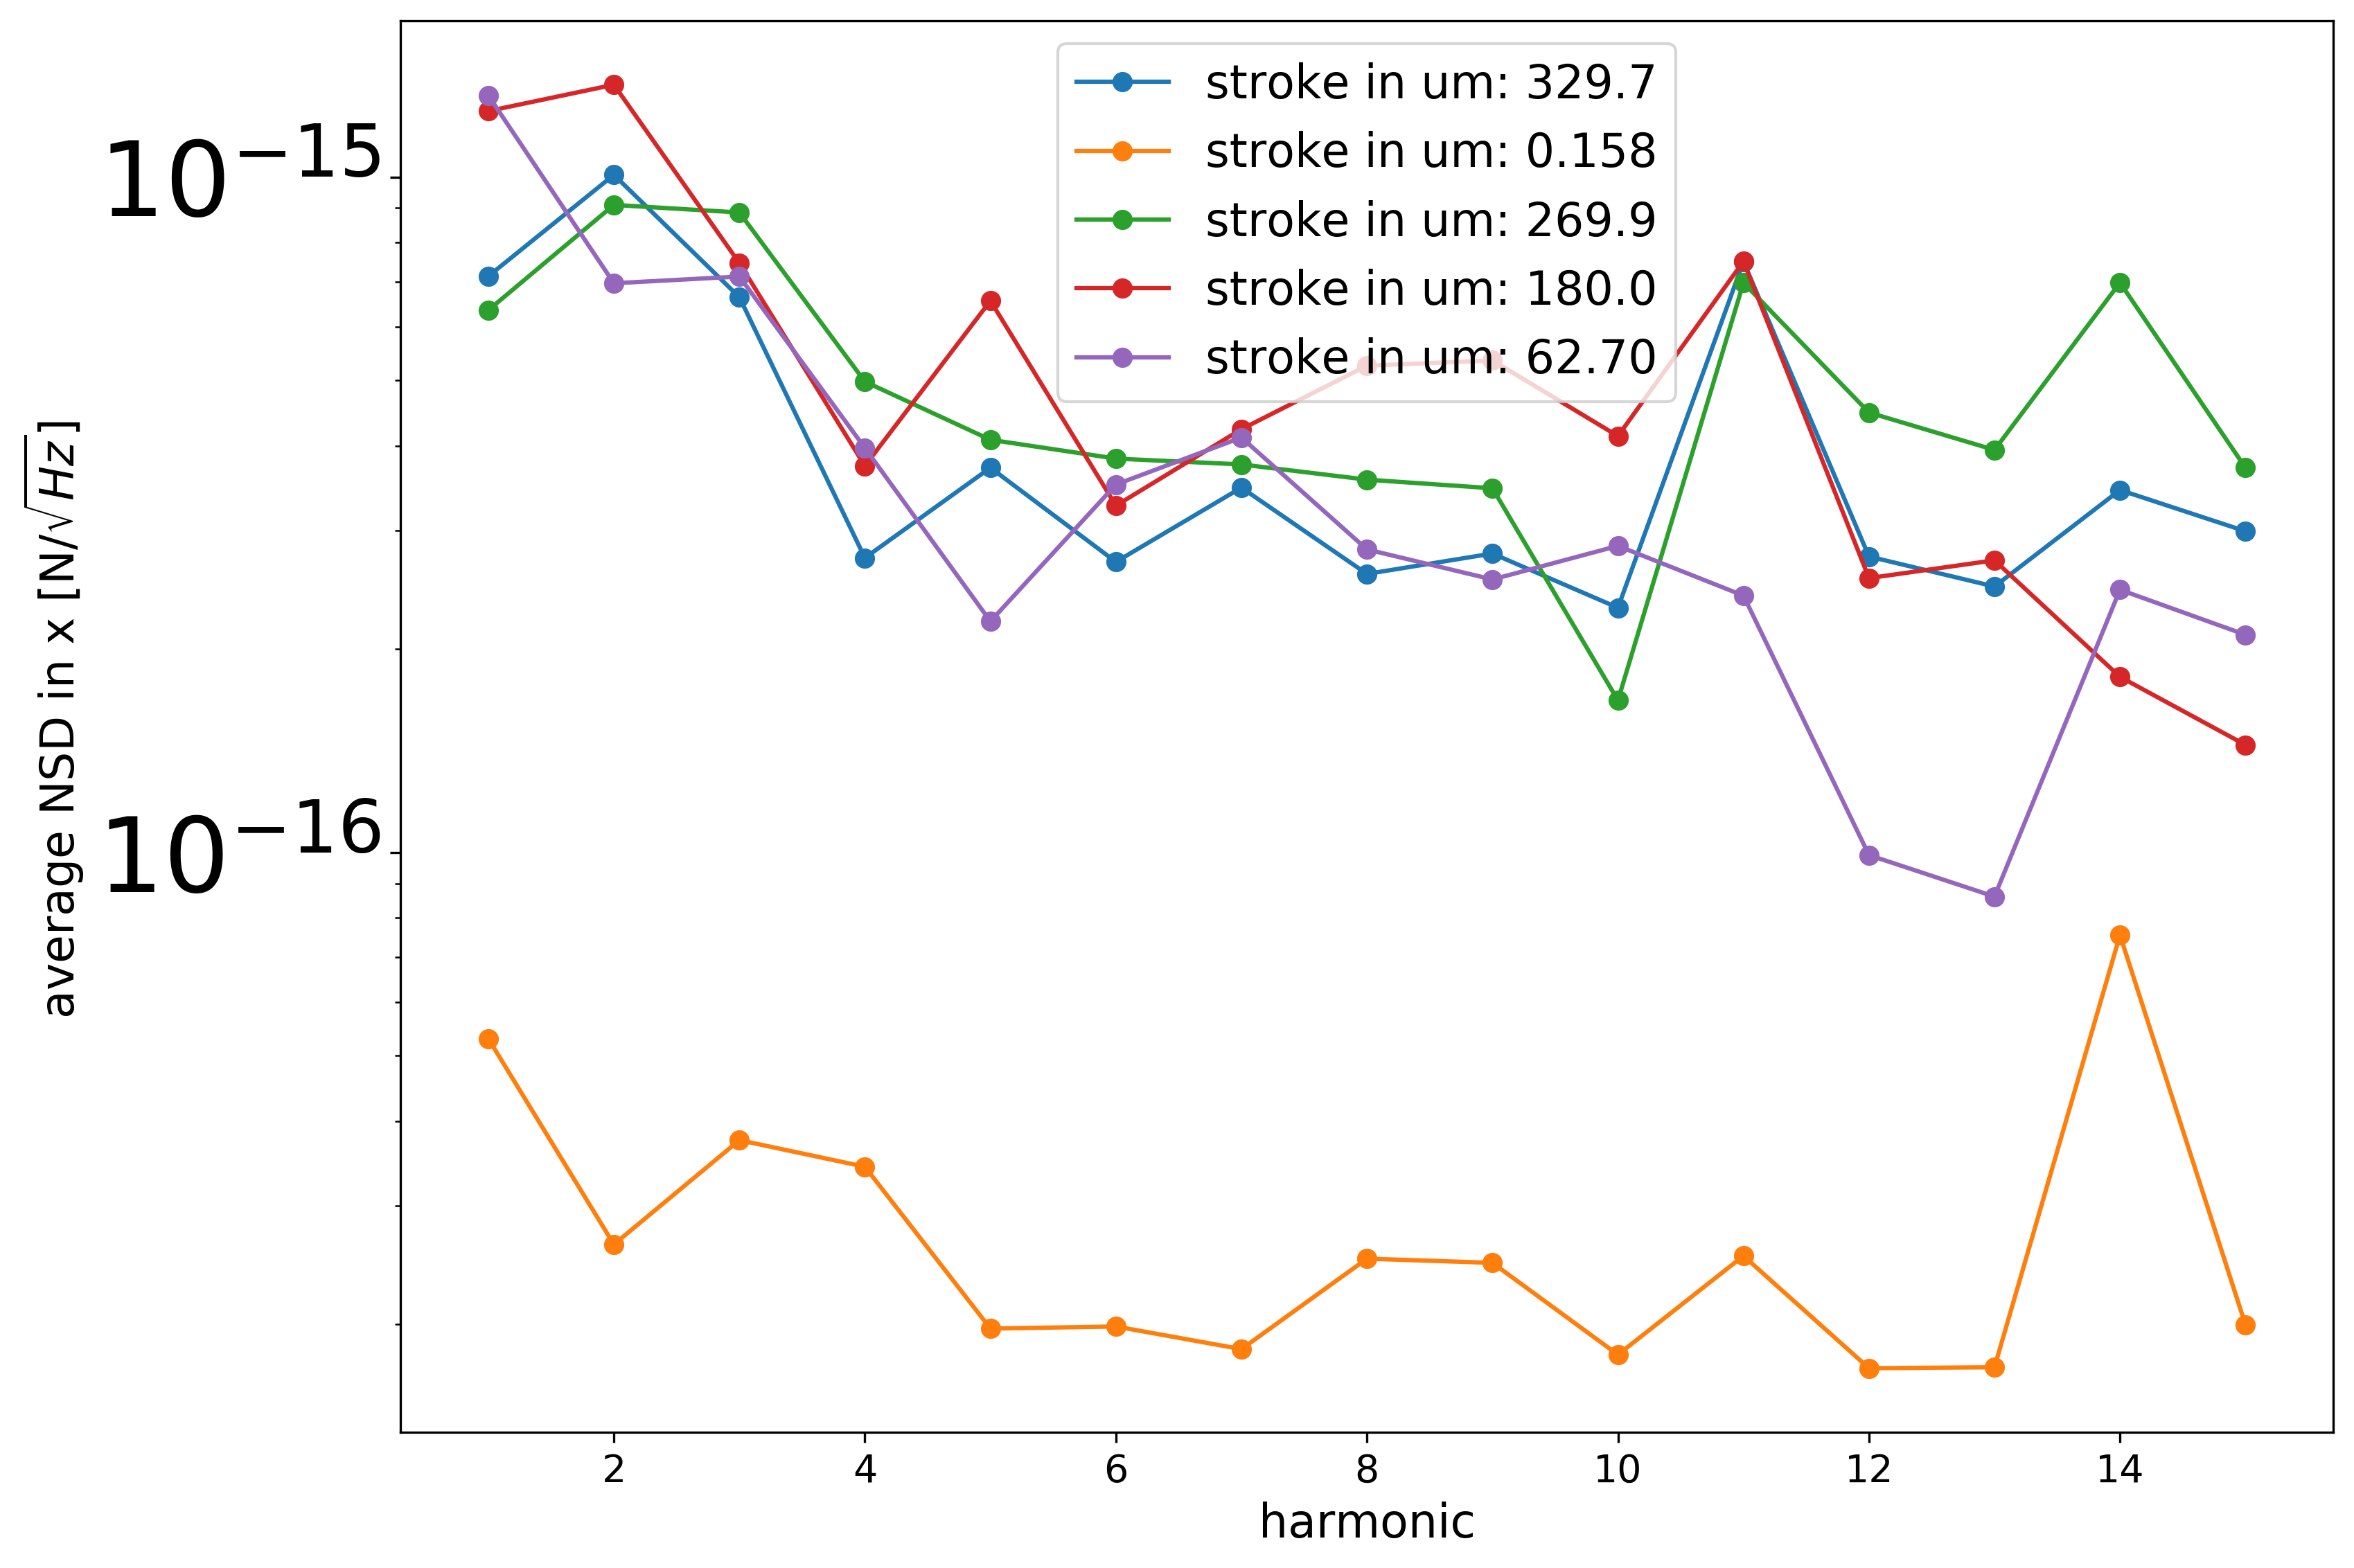 stroke in um: 329.7
stroke in um: 0.158
stroke in um: 269.9
stroke in um: 180.0
stroke in um: 62.70
average NSD in x [N/√Hz]
10⁻¹⁵
10⁻¹⁶
2 4 6 8 10 12 14
harmonic